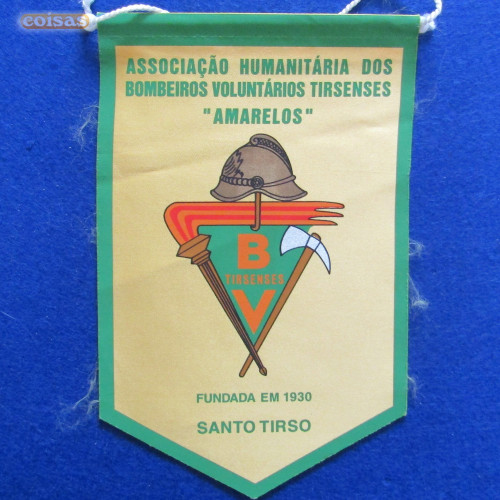 coisas
ASSOCIAÇÃO HUMANITÁRIA DOS
BOMBEIROS VOLUNTÁRIOS TIRSENSES
"AMARELOS"
B
TIRSENSES
V
FUNDADA EM 1930
SANTO TIRSO